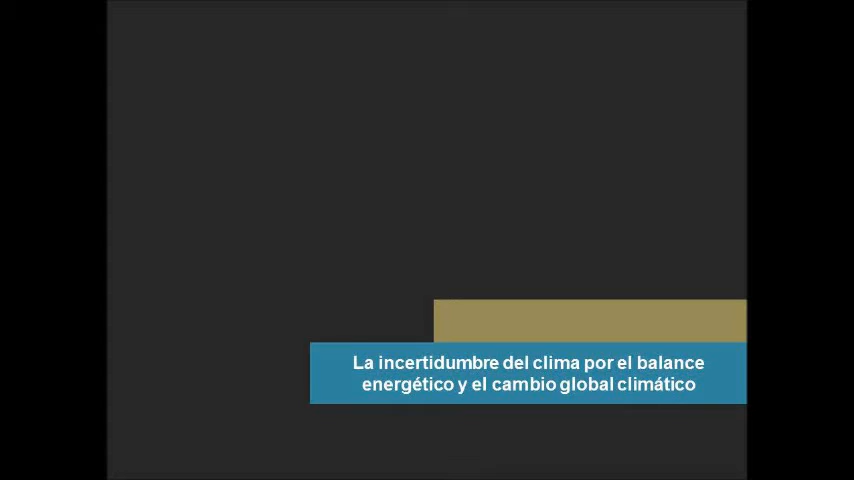 La incertidumbre del clima por el balance
energético y el cambio global climático